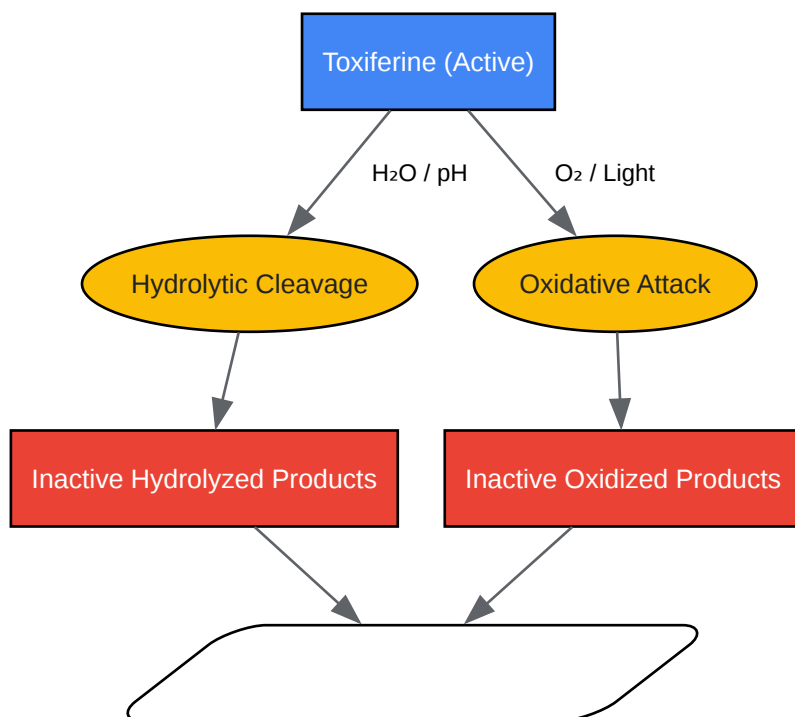 Toxiferine (Active)
H₂O / pH
O₂ / Light
Hydrolytic Cleavage
Oxidative Attack
Inactive Hydrolyzed Products
Inactive Oxidized Products